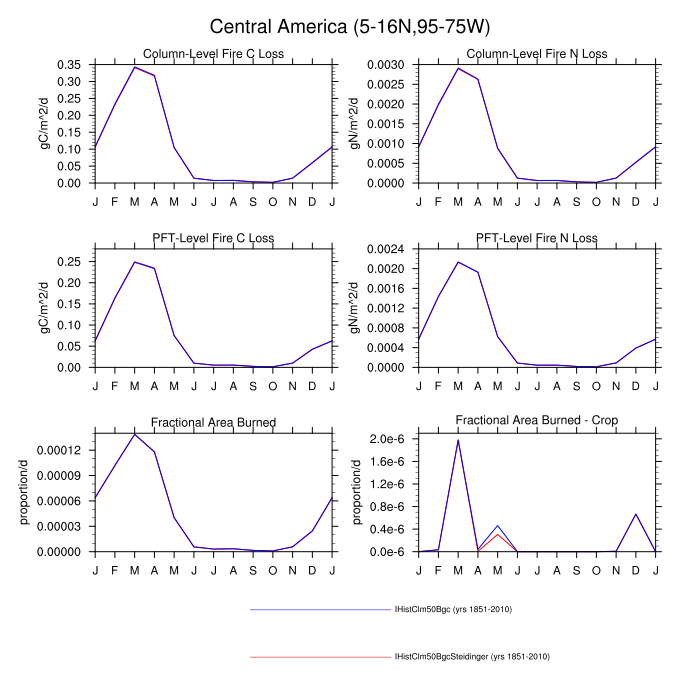 Central America (5-16N,95-75W)
Column-Level Fire C Loss
gC/m^2/d
0.35
0.30
0.25
0.20
0.15
0.10
0.05
0.00
J F M A M J J A S O N D J
Column-Level Fire N Loss
gN/m^2/d
0.0030
0.0025
0.0020
0.0015
0.0010
0.0005
0.0000
J F M A M J J A S O N D J
PFT-Level Fire C Loss
gC/m^2/d
0.25
0.20
0.15
0.10
0.05
0.00
J F M A M J J A S O N D J
PFT-Level Fire N Loss
gN/m^2/d
0.0024
0.0020
0.0016
0.0012
0.0008
0.0004
0.0000
J F M A M J J A S O N D J
Fractional Area Burned
proportion/d
0.00012
0.00009
0.00006
0.00003
0.00000
J F M A M J J A S O N D J
Fractional Area Burned - Crop
proportion/d
2.0e-6
1.6e-6
1.2e-6
0.8e-6
0.4e-6
0.0e-6
J F M A M J J A S O N D J
IHistClm50Bgc (yrs 1851-2010)
IHistClm50BgcSteidinger (yrs 1851-2010)